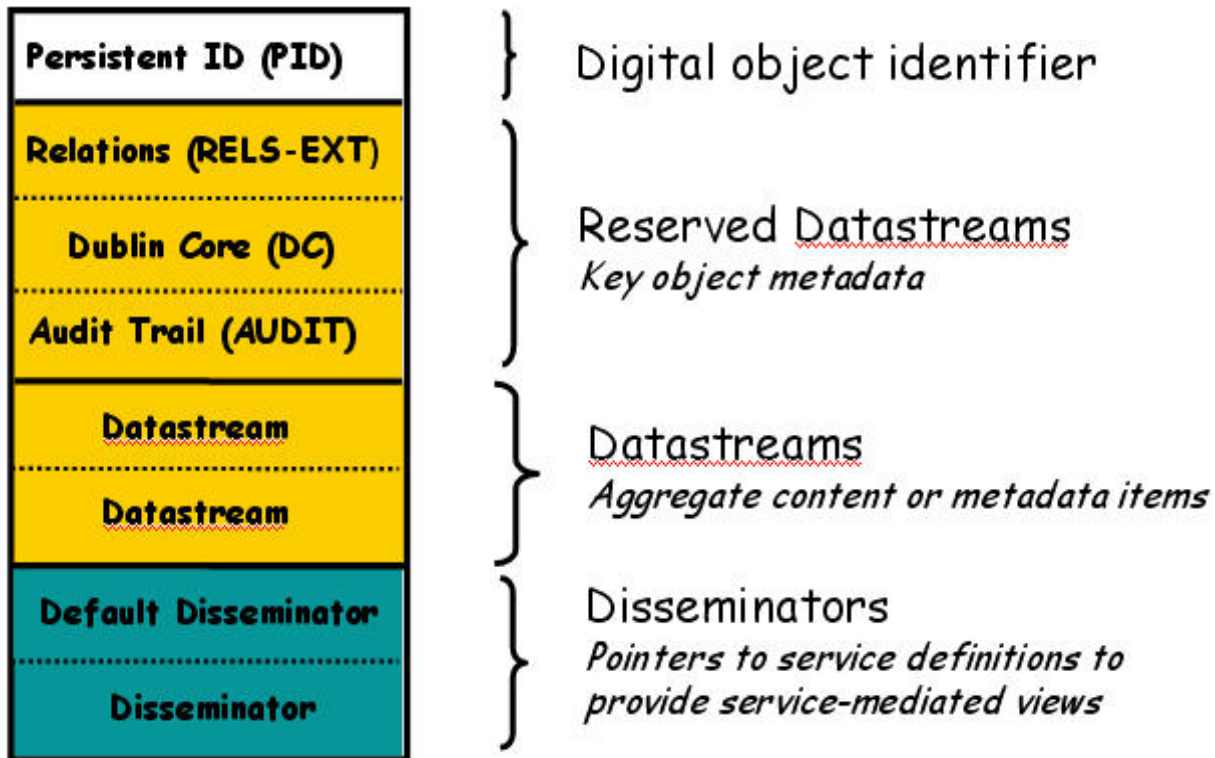 Persistent ID (PID)
Digital object identifier
Relations (RELS-EXT)
Dublin Core (DC)
Audit Trail (AUDIT)
Reserved Datastreams
Key object metadata
Datastream
Datastream
Datastreams
Aggregate content or metadata items
Default Disseminator
Disseminator
Disseminators
Pointers to service definitions to
provide service-mediated views